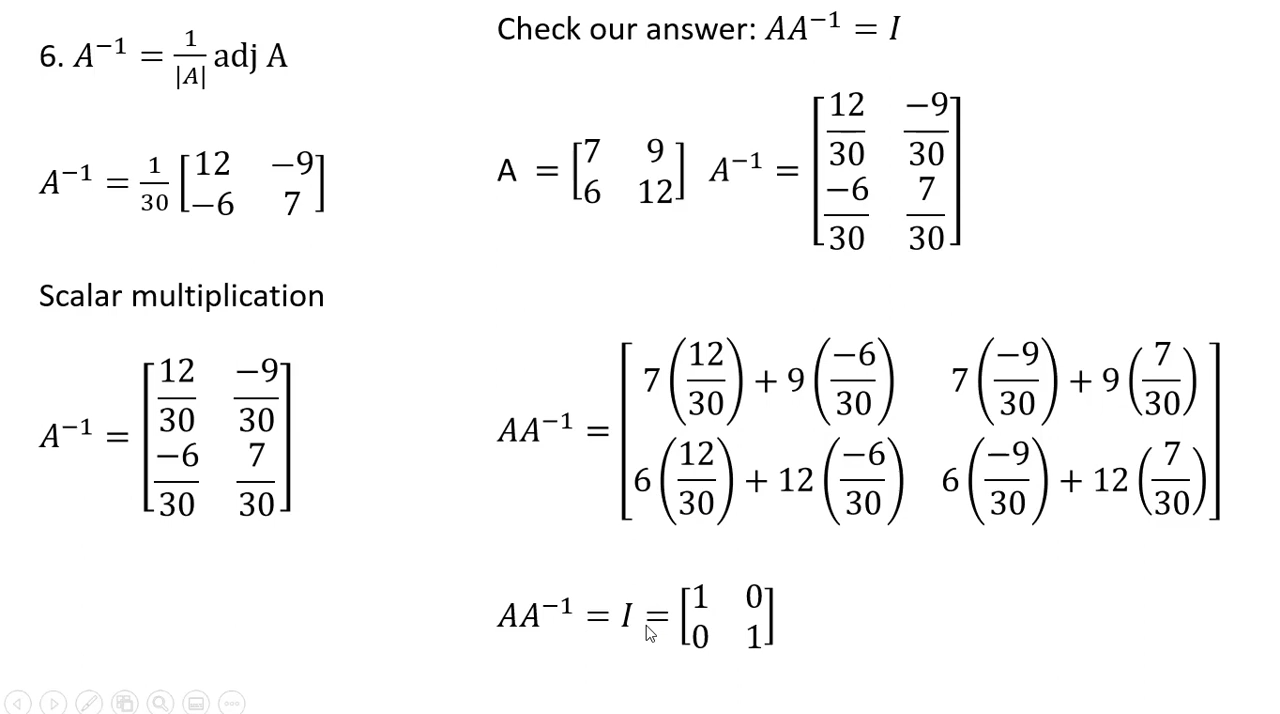 6. A⁻¹ = 1/|A| adj A
A⁻¹ = 1/30 [12 −9; −6 7]
Scalar multiplication
A⁻¹ = [12/30 −9/30; −6/30 7/30]
Check our answer: AA⁻¹ = I
A = [7 9; 6 12] A⁻¹ = [12/30 −9/30; −6/30 7/30]
AA⁻¹ = [7(12/30) + 9(−6/30) 7(−9/30) + 9(7/30); 6(12/30) + 12(−6/30) 6(−9/30) + 12(7/30)]
AA⁻¹ = I = [1 0; 0 1]